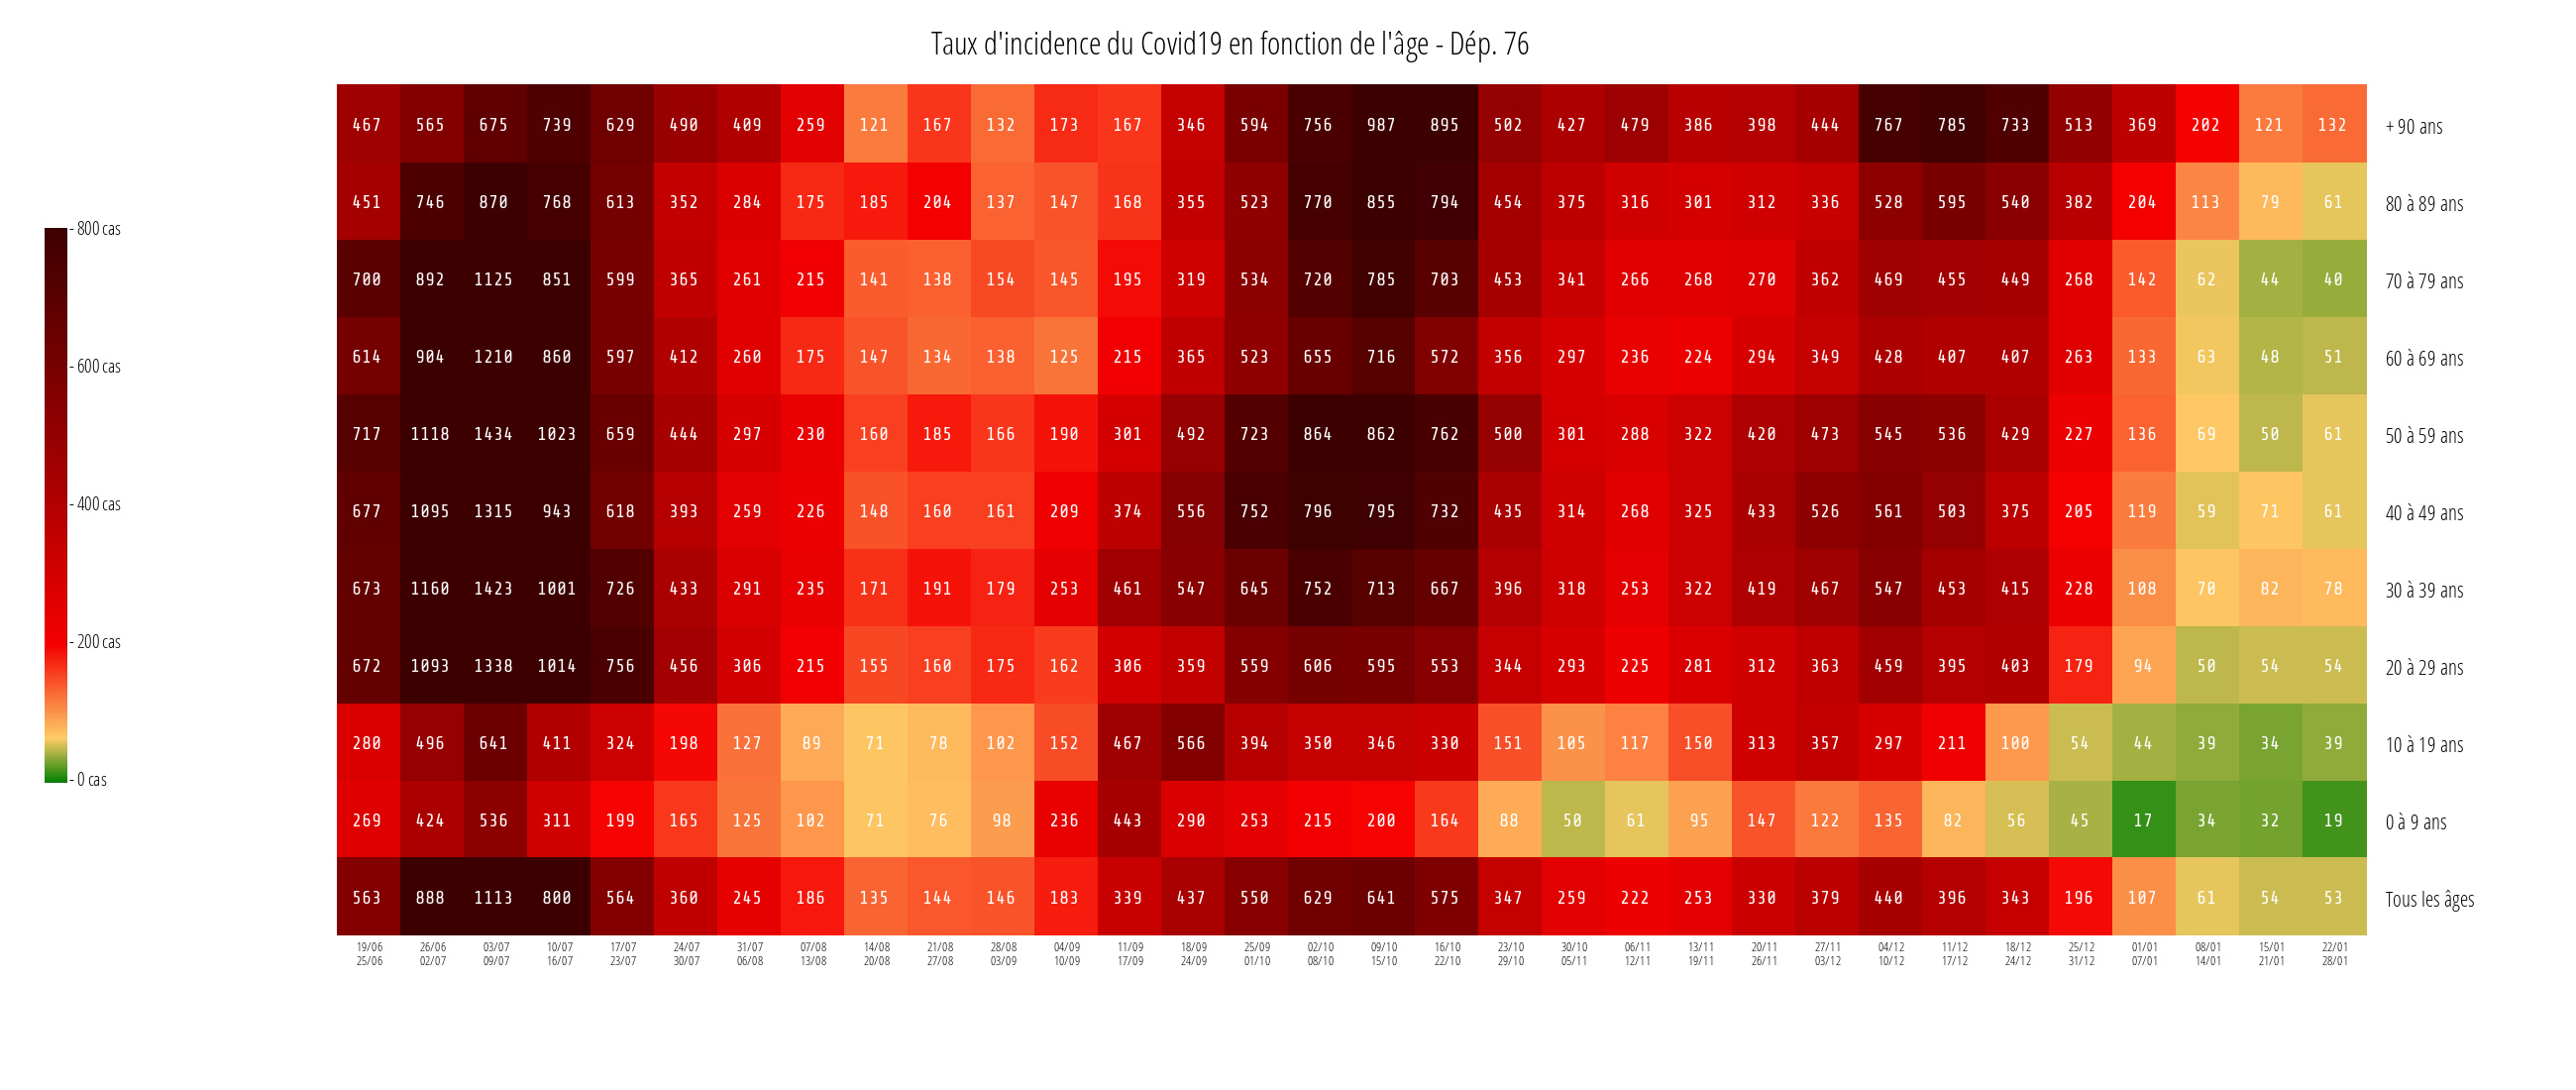 Taux d'incidence du Covid19 en fonction de l'âge - Dép. 76
467 565 675 739 629 490 409 259 121 167 132 173 167 346 594 756 987 895 502 427 479 386 398 444 767 785 733 513 369 202 121 132 + 90 ans
451 746 870 768 613 352 284 175 185 204 137 147 168 355 523 770 855 794 454 375 316 301 312 336 528 595 540 382 204 113 79 61 80 à 89 ans
- 800 cas
700 892 1125 851 599 365 261 215 141 138 154 145 195 319 534 720 785 703 453 341 266 268 270 362 469 455 449 268 142 62 44 40 70 à 79 ans
614 904 1210 860 597 412 260 175 147 134 138 125 215 365 523 655 716 572 356 297 236 224 294 349 428 407 407 263 133 63 48 51 60 à 69 ans
- 600 cas
717 1118 1434 1023 659 444 297 230 160 185 166 190 301 492 723 864 862 762 500 301 288 322 420 473 545 536 429 227 136 69 50 61 50 à 59 ans
- 400 cas
677 1095 1315 943 618 393 259 226 148 160 161 209 374 556 752 796 795 732 435 314 268 325 433 526 561 503 375 205 119 59 71 61 40 à 49 ans
673 1160 1423 1001 726 433 291 235 171 191 179 253 461 547 645 752 713 667 396 318 253 322 419 467 547 453 415 228 108 70 82 78 30 à 39 ans
- 200 cas
672 1093 1338 1014 756 456 306 215 155 160 175 162 306 359 559 606 595 553 344 293 225 281 312 363 459 395 403 179 94 50 54 54 20 à 29 ans
280 496 641 411 324 198 127 89 71 78 102 152 467 566 394 350 346 330 151 105 117 150 313 357 297 211 100 54 44 39 34 39 10 à 19 ans
- 0 cas
269 424 536 311 199 165 125 102 71 76 98 236 443 290 253 215 200 164 88 50 61 95 147 122 135 82 56 45 17 34 32 19 0 à 9 ans
563 888 1113 800 564 360 245 186 135 144 146 183 339 437 550 629 641 575 347 259 222 253 330 379 440 396 343 196 107 61 54 53 Tous les âges
19/06 26/06 03/07 10/07 17/07 24/07 31/07 07/08 14/08 21/08 28/08 04/09 11/09 18/09 25/09 02/10 09/10 16/10 23/10 30/10 06/11 13/11 20/11 27/11 04/12 11/12 18/12 25/12 01/01 08/01 15/01 22/01
25/06 02/07 09/07 16/07 23/07 30/07 06/08 13/08 20/08 27/08 03/09 10/09 17/09 24/09 01/10 08/10 15/10 22/10 29/10 05/11 12/11 19/11 26/11 03/12 10/12 17/12 24/12 31/12 07/01 14/01 21/01 28/01